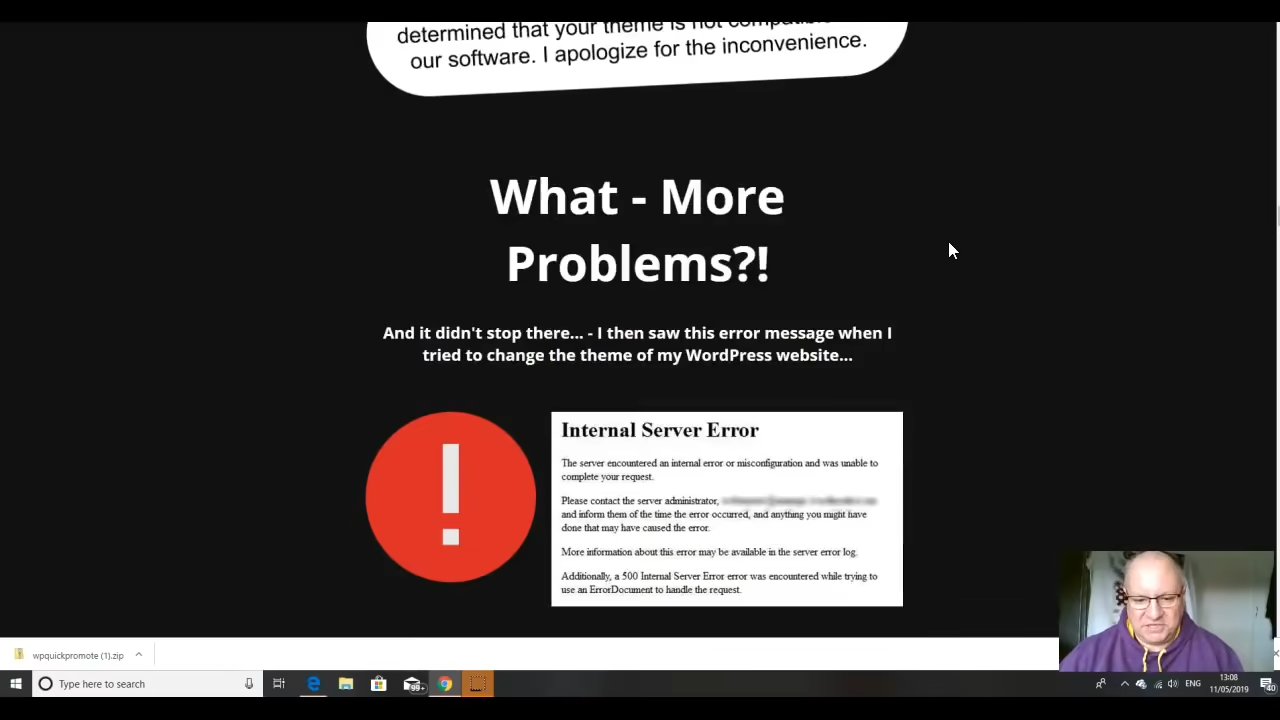 determined that your theme is not
our software. I apologize for the inconvenience.
What - More
Problems?!
And it didn't stop there... - I then saw this error message when I
tried to change the theme of my WordPress website...
Internal Server Error
The server encountered an internal error or misconfiguration and was unable to
complete your request.
Please contact the server administrator,
and inform them of the time the error occurred, and anything you might have
done that may have caused the error.
More information about this error may be available in the server error log.
Additionally, a 500 Internal Server Error error was encountered while trying to
use an ErrorDocument to handle the request.
wpquickpromote (1).zip
Type here to search
99+
ENG
13:08
11/05/2019
40